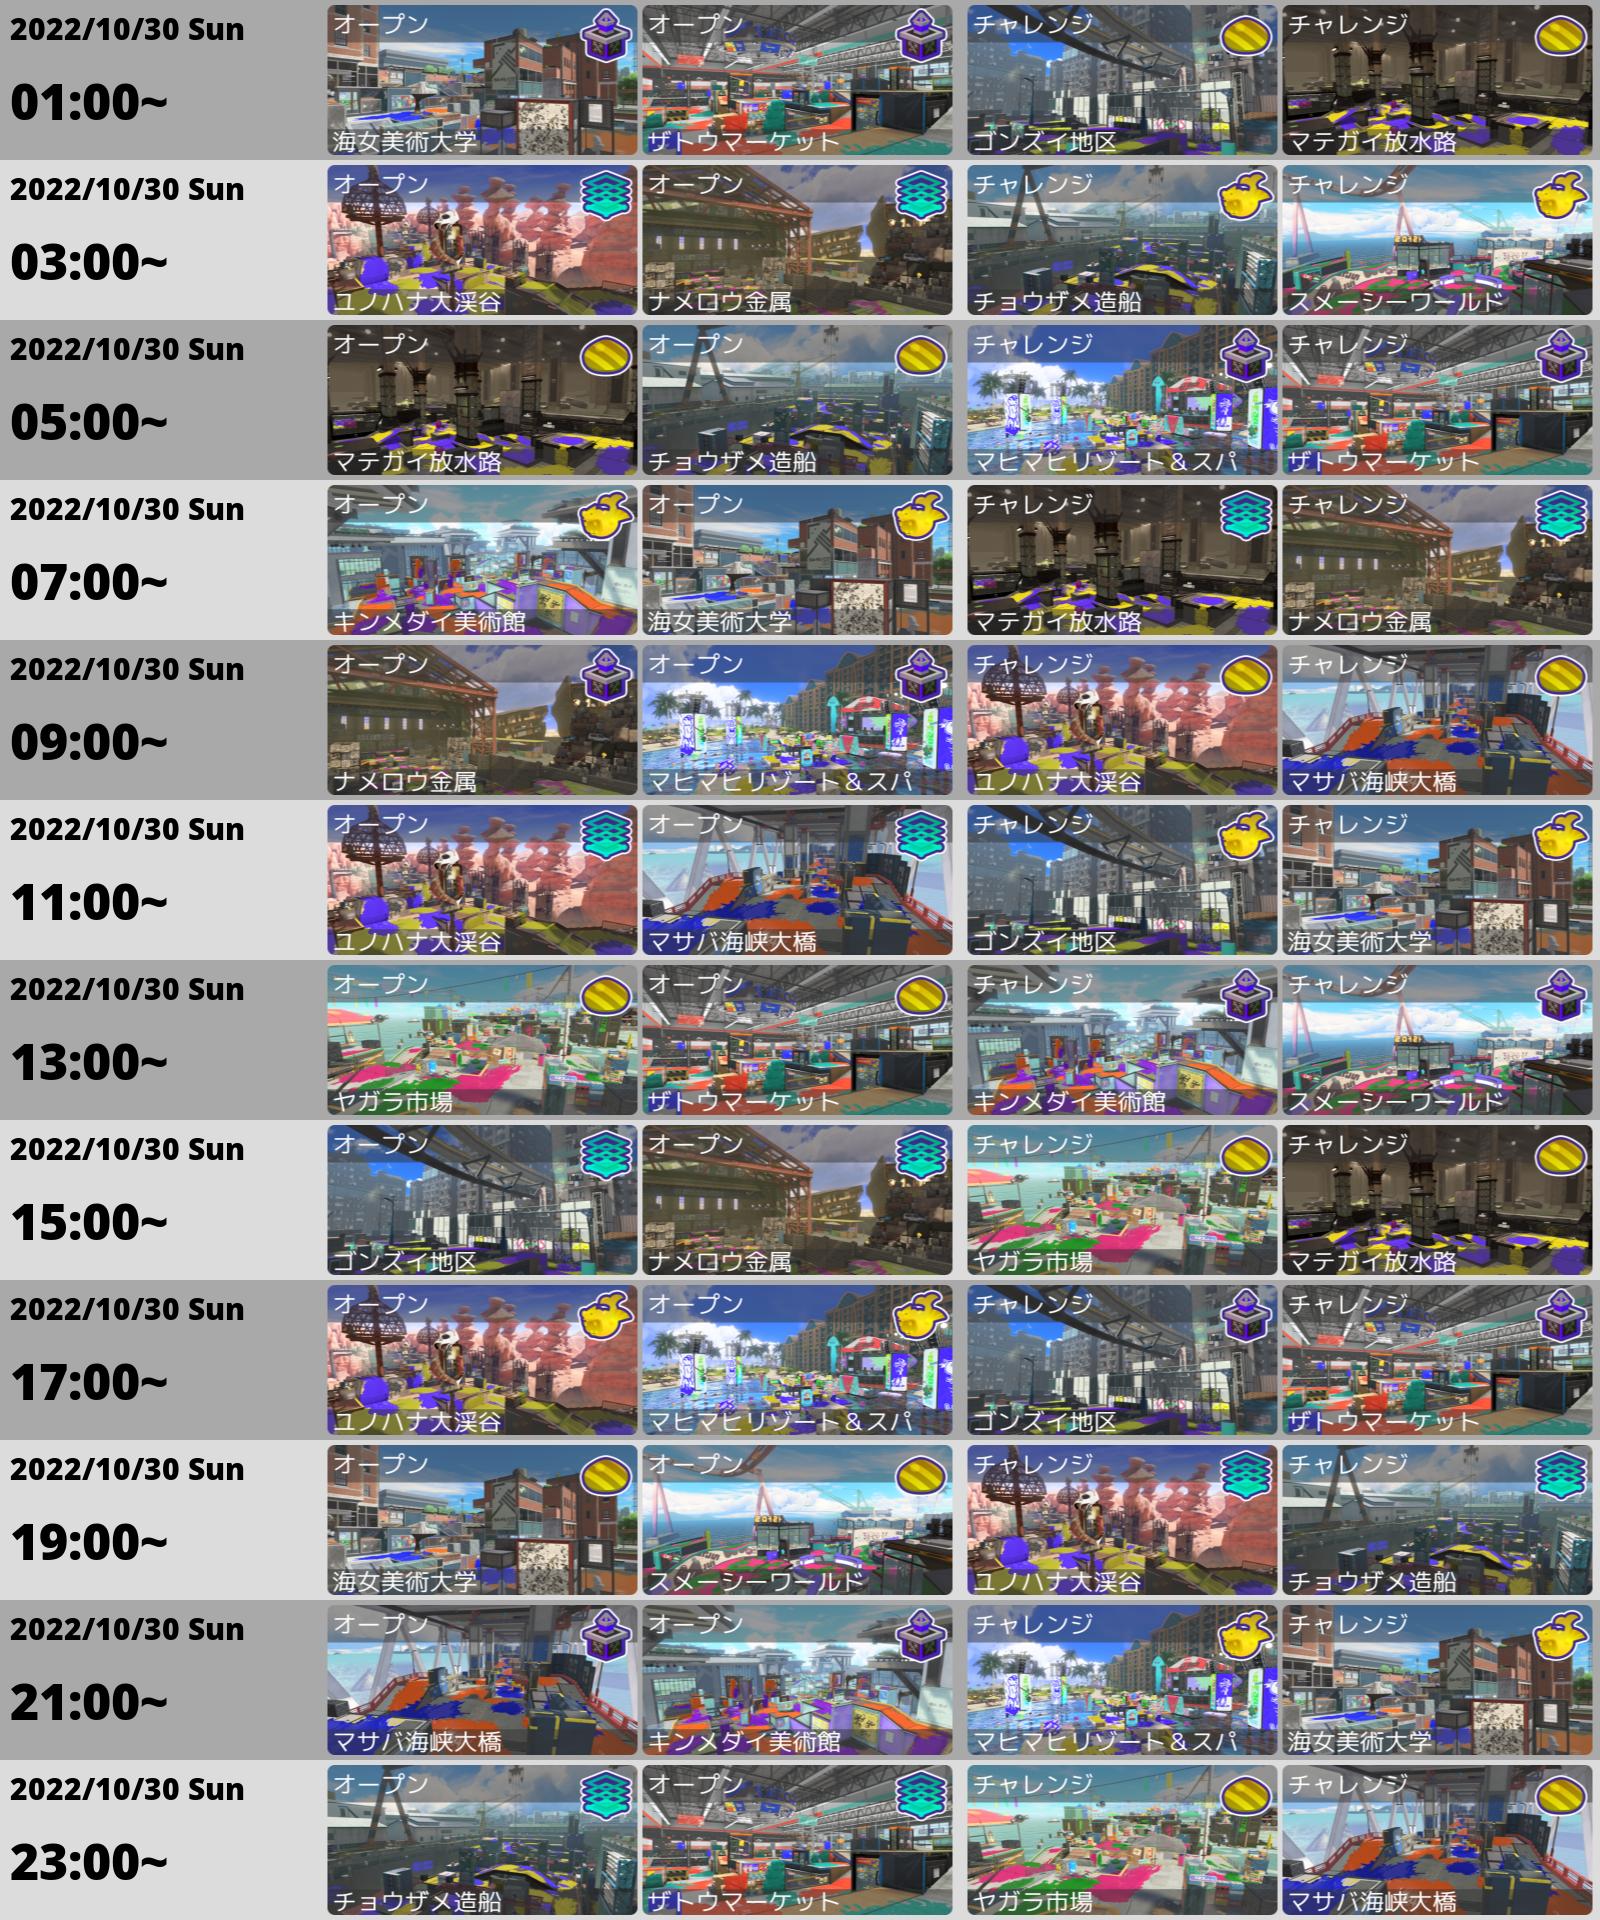 2022/10/30 Sun
01:00~
オープン
海女美術大学
オープン
ザトウマーケット
チャレンジ
ゴンズイ地区
チャレンジ
マテガイ放水路
2022/10/30 Sun
03:00~
オープン
ユノハナ大渓谷
オープン
ナメロウ金属
チャレンジ
チョウザメ造船
チャレンジ
スメーシーワールド
2022/10/30 Sun
05:00~
オープン
マテガイ放水路
オープン
チョウザメ造船
チャレンジ
マヒマヒリゾート＆スパ
チャレンジ
ザトウマーケット
2022/10/30 Sun
07:00~
オープン
キンメダイ美術館
オープン
海女美術大学
チャレンジ
マテガイ放水路
チャレンジ
ナメロウ金属
2022/10/30 Sun
09:00~
オープン
ナメロウ金属
オープン
マヒマヒリゾート＆スパ
チャレンジ
ユノハナ大渓谷
チャレンジ
マサバ海峡大橋
2022/10/30 Sun
11:00~
オープン
ユノハナ大渓谷
オープン
マサバ海峡大橋
チャレンジ
ゴンズイ地区
チャレンジ
海女美術大学
2022/10/30 Sun
13:00~
オープン
ヤガラ市場
オープン
ザトウマーケット
チャレンジ
キンメダイ美術館
チャレンジ
スメーシーワールド
2022/10/30 Sun
15:00~
オープン
ゴンズイ地区
オープン
ナメロウ金属
チャレンジ
ヤガラ市場
チャレンジ
マテガイ放水路
2022/10/30 Sun
17:00~
オープン
ユノハナ大渓谷
オープン
マヒマヒリゾート＆スパ
チャレンジ
ゴンズイ地区
チャレンジ
ザトウマーケット
2022/10/30 Sun
19:00~
オープン
海女美術大学
オープン
スメーシーワールド
チャレンジ
ユノハナ大渓谷
チャレンジ
チョウザメ造船
2022/10/30 Sun
21:00~
オープン
マサバ海峡大橋
オープン
キンメダイ美術館
チャレンジ
マヒマヒリゾート＆スパ
チャレンジ
海女美術大学
2022/10/30 Sun
23:00~
オープン
チョウザメ造船
オープン
ザトウマーケット
チャレンジ
ヤガラ市場
チャレンジ
マサバ海峡大橋